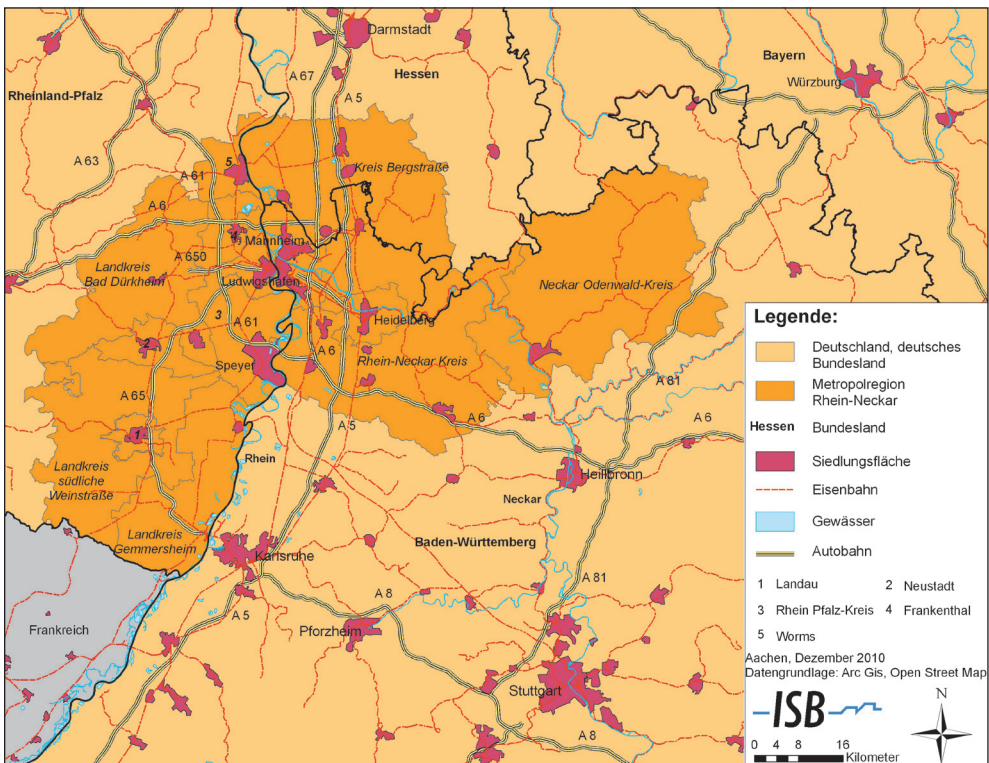 Darmstadt
Bayern
A 67
Hessen
Würzburg
Rheinland-Pfalz
A 5
A 63
5
Kreis Bergstraße
A 61
A 6
4
Mannheim
A 650
Landkreis
Bad Dürkheim
Ludwigshafen
Neckar Odenwald-Kreis
3
A 61
Heidelberg
2
A 6
Rhein-Neckar Kreis
Speyer
A 81
A 65
A 6
A 6
A 5
1
Rhein
Landkreis
südliche
Weinstraße
Heilbronn
Neckar
Landkreis
Gemmersheim
Baden-Württemberg
Karlsruhe
A 81
A 8
A 5
Frankreich
Pforzheim
Stuttgart
A 8
Legende:
Deutschland, deutsches
Bundesland
Metropolregion
Rhein-Neckar
Hessen Bundesland
Siedlungsfläche
Eisenbahn
Gewässer
Autobahn
1 Landau 2 Neustadt
3 Rhein Pfalz-Kreis 4 Frankenthal
5 Worms
Aachen, Dezember 2010
Datengrundlage: Arc Gis, Open Street Map
ISB
N
0 4 8 16
Kilometer